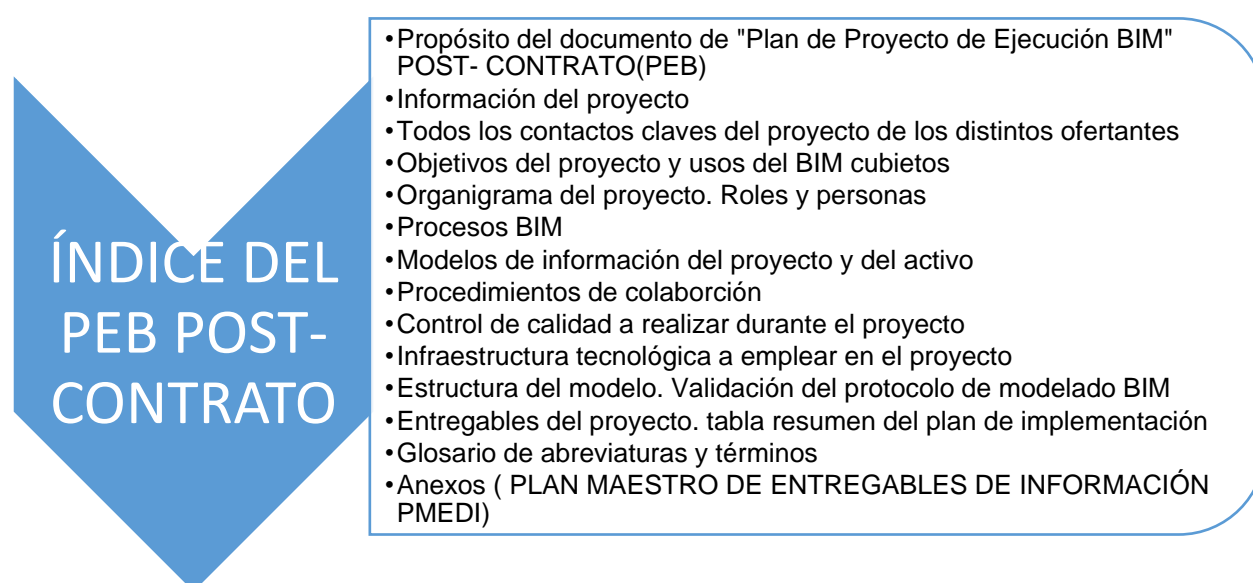 ÍNDICE DEL
PEB POST-
CONTRATO
•Propósito del documento de "Plan de Proyecto de Ejecución BIM"
POST- CONTRATO(PEB)
•Información del proyecto
•Todos los contactos claves del proyecto de los distintos ofertantes
•Objetivos del proyecto y usos del BIM cubietos
•Organigrama del proyecto. Roles y personas
•Procesos BIM
•Modelos de información del proyecto y del activo
•Procedimientos de colaborción
•Control de calidad a realizar durante el proyecto
•Infraestructura tecnológica a emplear en el proyecto
•Estructura del modelo. Validación del protocolo de modelado BIM
•Entregables del proyecto. tabla resumen del plan de implementación
•Glosario de abreviaturas y términos
•Anexos ( PLAN MAESTRO DE ENTREGABLES DE INFORMACIÓN
PMEDI)